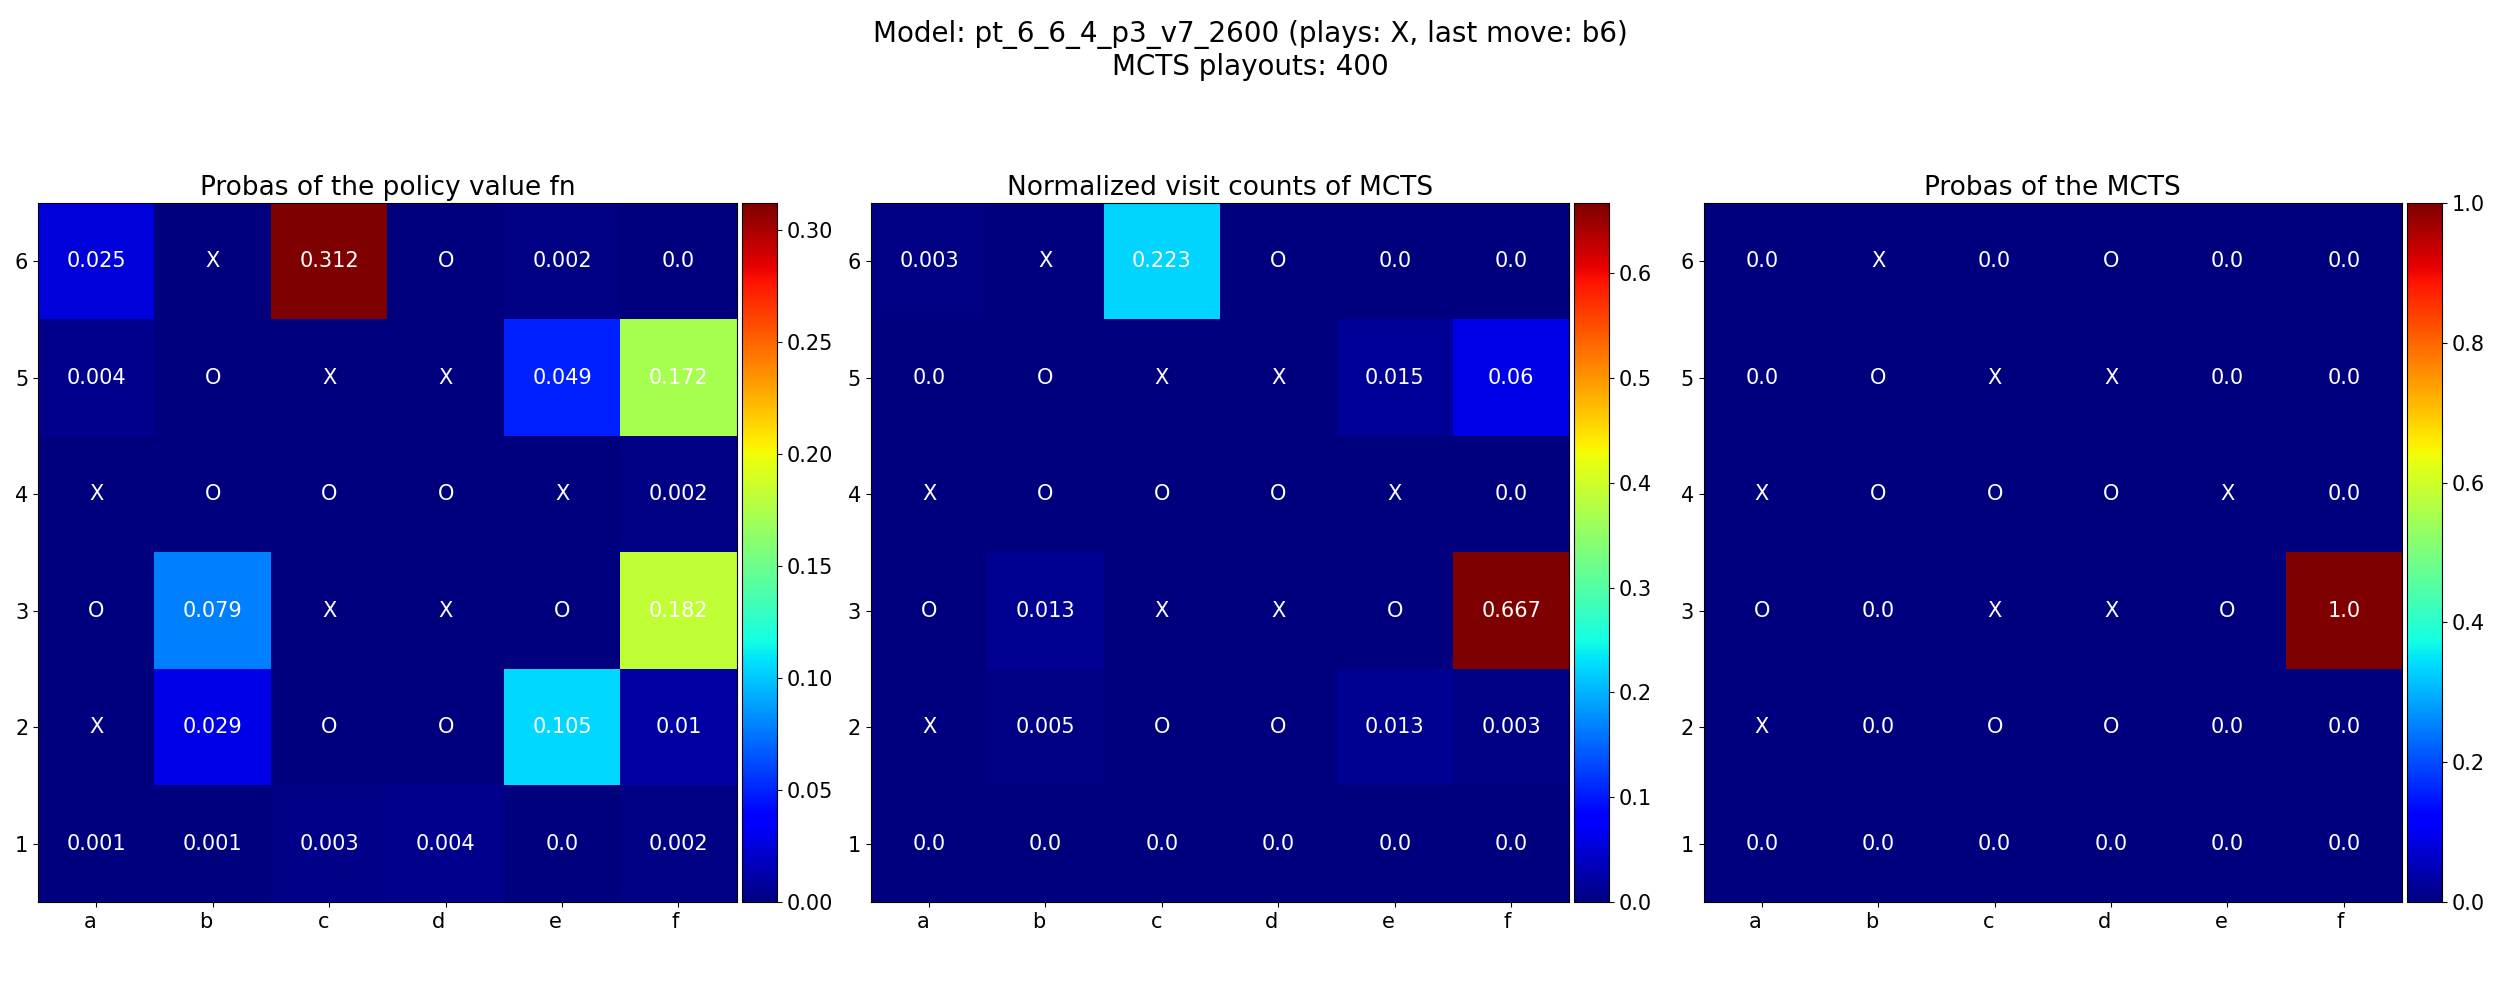 Model: pt_6_6_4_p3_v7_2600 (plays: X, last move: b6)
MCTS playouts: 400
Probas of the policy value fn
6 0.025 X 0.312 O 0.002 0.0
5 0.004 O X X 0.049 0.172
4 X O O O X 0.002
3 O 0.079 X X O 0.182
2 X 0.029 O O 0.105 0.01
1 0.001 0.001 0.003 0.004 0.0 0.002
a b c d e f
0.30
0.25
0.20
0.15
0.10
0.05
0.00
Normalized visit counts of MCTS
6 0.003 X 0.223 O 0.0 0.0
5 0.0 O X X 0.015 0.06
4 X O O O X 0.0
3 O 0.013 X X O 0.667
2 X 0.005 O O 0.013 0.003
1 0.0 0.0 0.0 0.0 0.0 0.0
a b c d e f
0.6
0.5
0.4
0.3
0.2
0.1
0.0
Probas of the MCTS
6 0.0 X 0.0 O 0.0 0.0
5 0.0 O X X 0.0 0.0
4 X O O O X 0.0
3 O 0.0 X X O 1.0
2 X 0.0 O O 0.0 0.0
1 0.0 0.0 0.0 0.0 0.0 0.0
a b c d e f
1.0
0.8
0.6
0.4
0.2
0.0